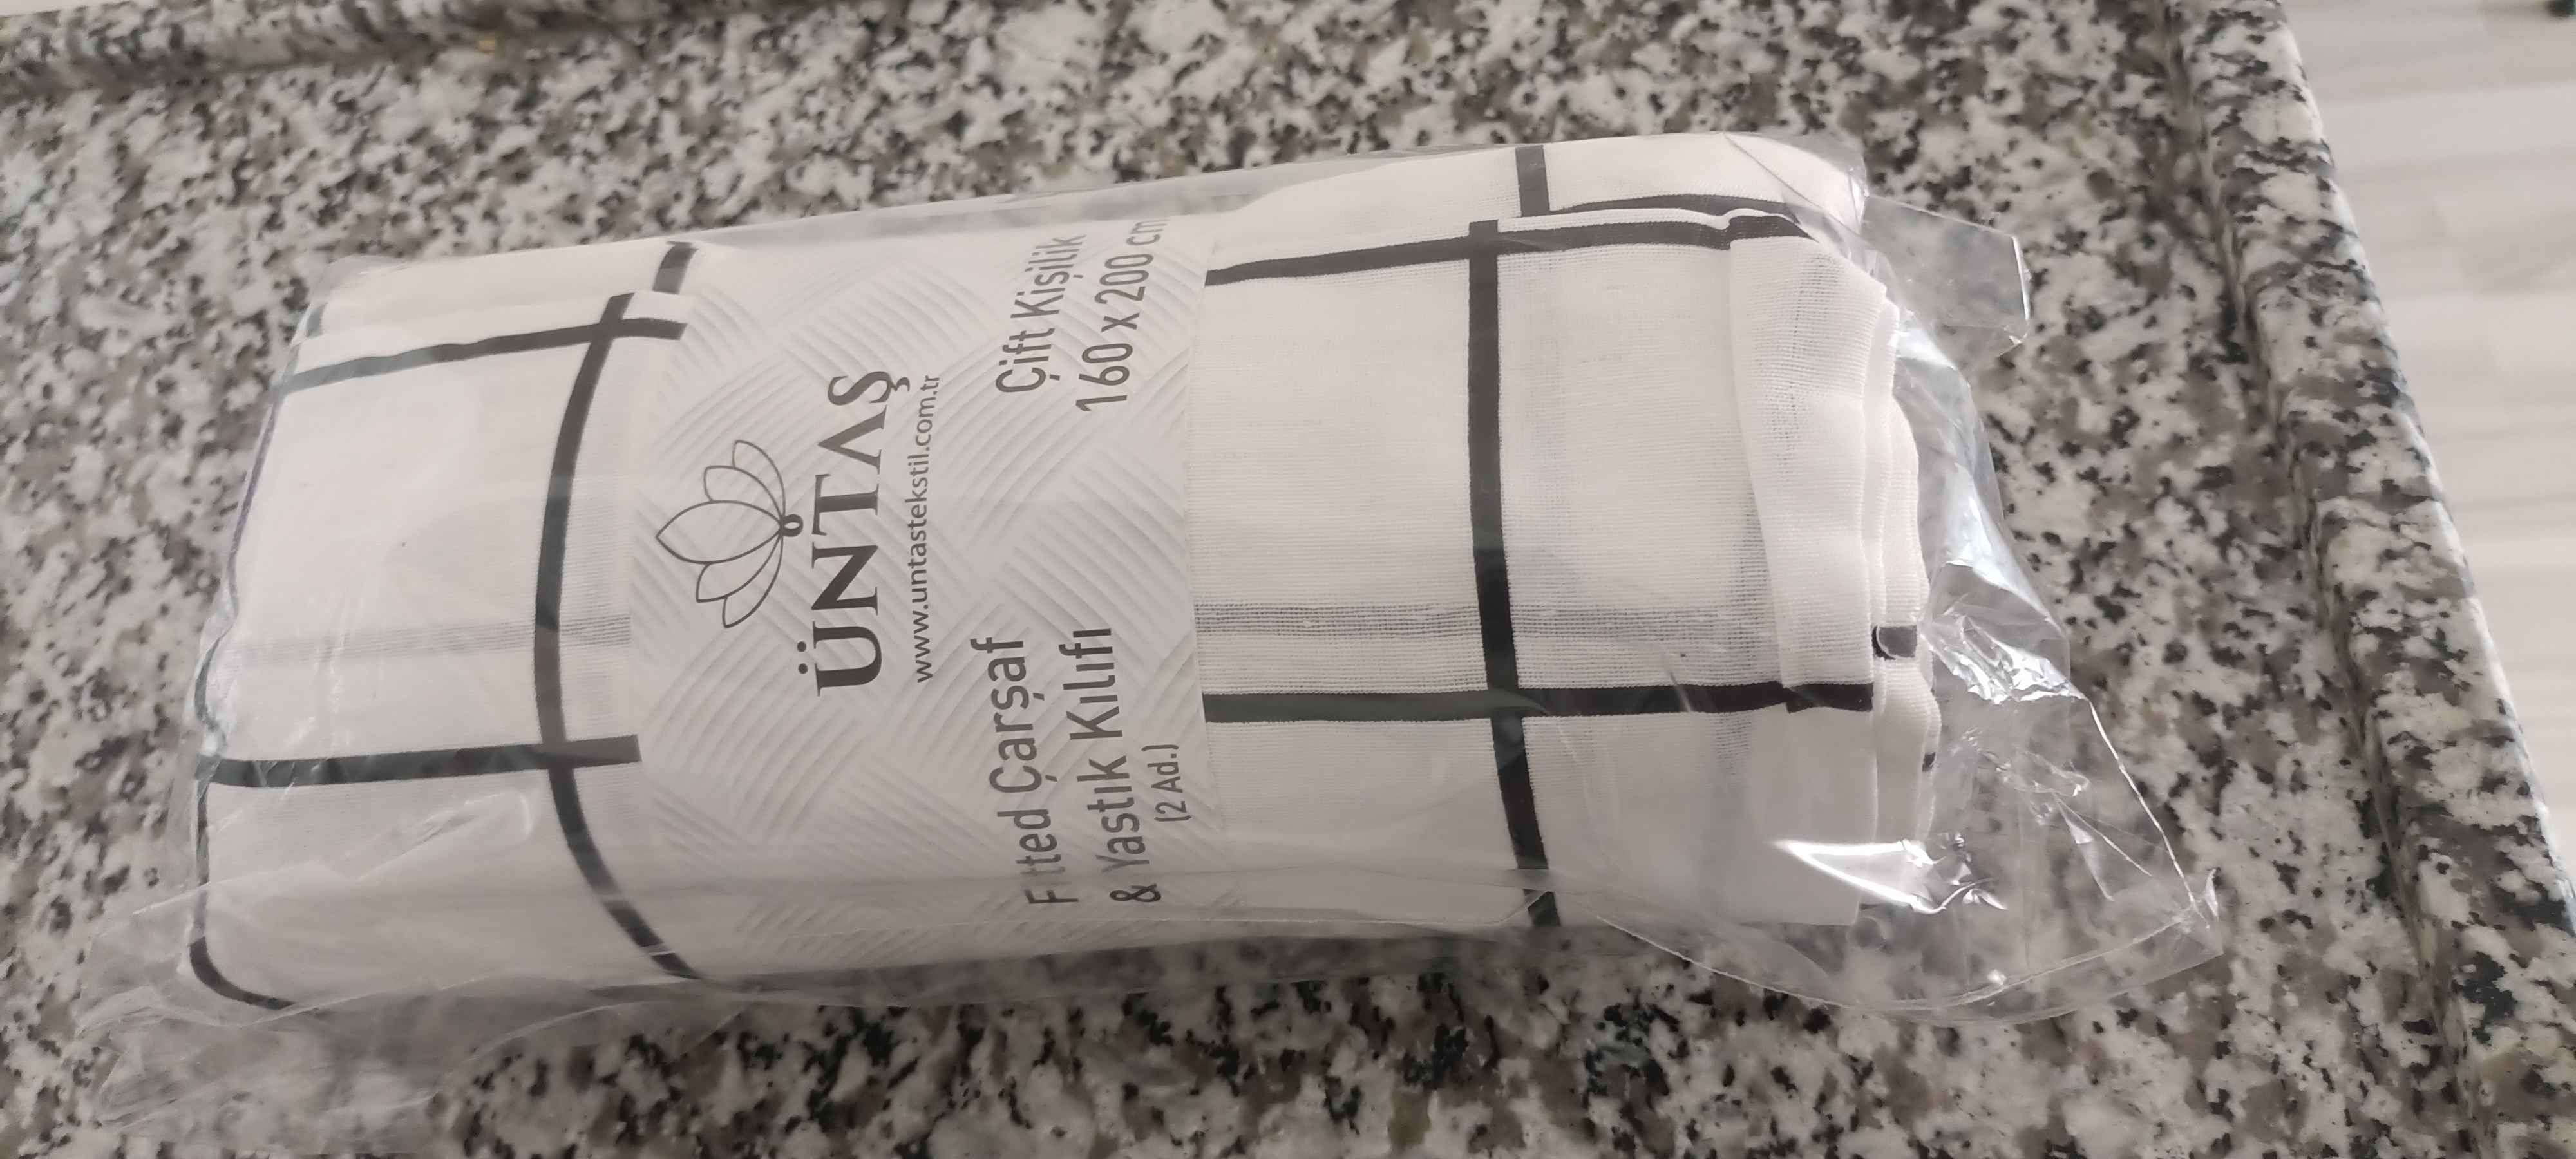 ÜNTAŞ
www.untastekstil.com.tr
Fitted Çarşaf
& Yastık Kılıfı
(2 Ad.)
Çift Kişilik
160 x 200 cm